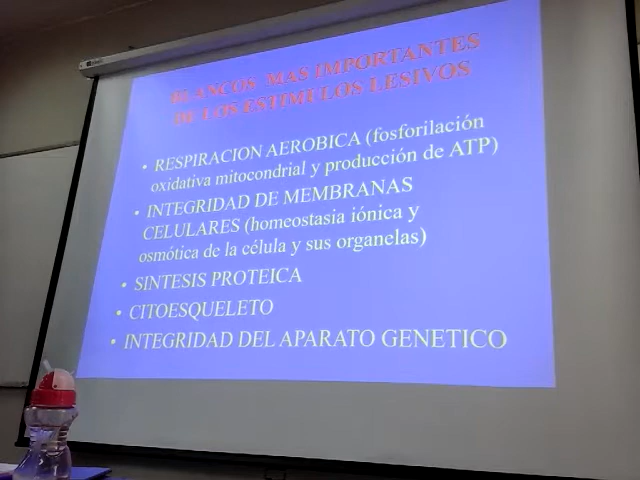 BLANCOS MAS IMPORTANTES
DE LOS ESTIMULOS LESIVOS
• RESPIRACION AEROBICA (fosforilación
oxidativa mitocondrial y producción de ATP)
• INTEGRIDAD DE MEMBRANAS
CELULARES (homeostasia iónica y
osmótica de la célula y sus organelas)
• SINTESIS PROTEICA
• CITOESQUELETO
• INTEGRIDAD DEL APARATO GENETICO